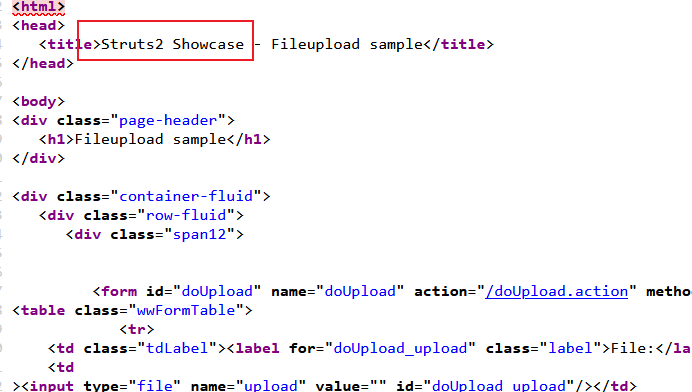 <html>
<head>
<title>Struts2 Showcase - Fileupload sample</title>
</head>
<body>
<div class="page-header">
<h1>Fileupload sample</h1>
</div>
<div class="container-fluid">
<div class="row-fluid">
<div class="span12">
<form id="doUpload" name="doUpload" action="/doUpload.action" metho
<table class="wwFormTable">
<tr>
<td class="tdLabel"><label for="doUpload_upload" class="label">File:</la
<td
><input type="file" name="upload" value="" id="doUpload_upload"/></td>